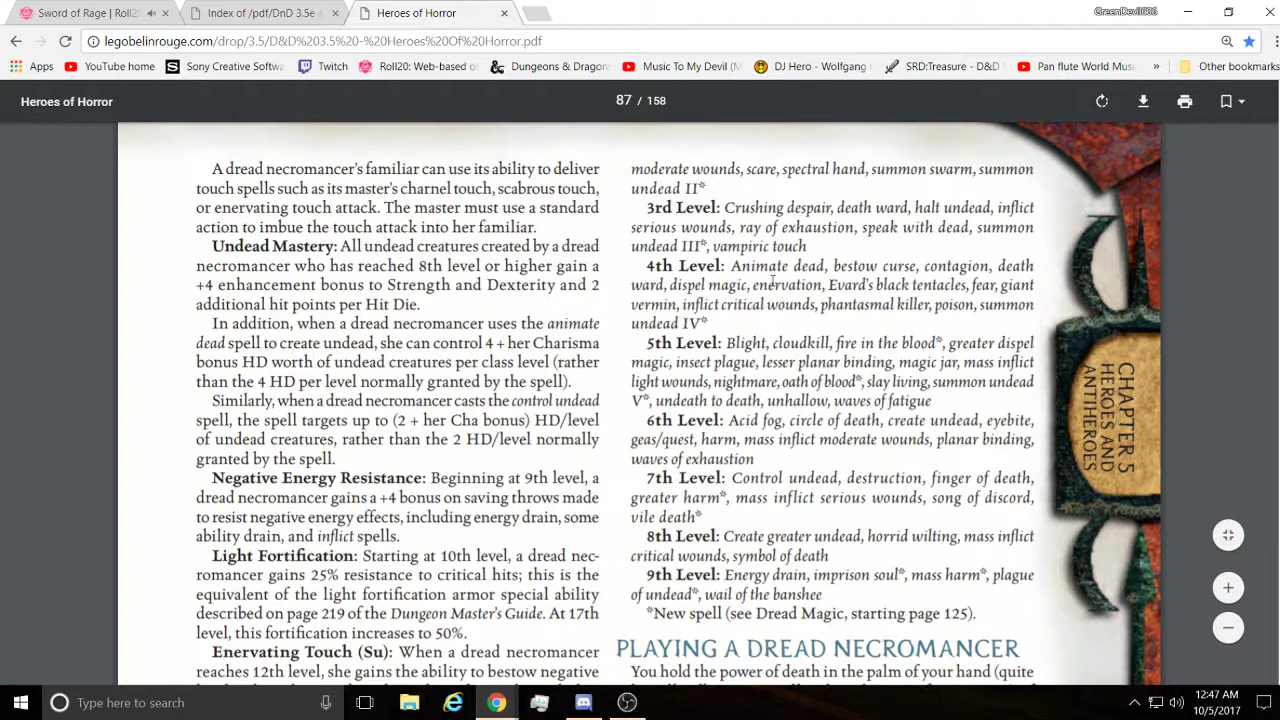 Sword of Rage | Roll20
Index of /pdf/DnD 3.5e a
Heroes of Horror
GreenDevil606
legobelinrouge.com/drop/3.5/D&D%203.5%20-%20Heroes%20Of%20Horror.pdf
Apps
YouTube home
Sony Creative Softwa
Twitch
Roll20: Web-based o
Dungeons & Dragon
Music To My Devil (M
DJ Hero - Wolfgang
SRD:Treasure - D&D
Pan flute World Mus
»
Other bookmarks
Heroes of Horror
87 / 158
A dread necromancer's familiar can use its ability to deliver
touch spells such as its master's charnel touch, scabrous touch,
or enervating touch attack. The master must use a standard
action to imbue the touch attack into her familiar.
Undead Mastery: All undead creatures created by a dread
necromancer who has reached 8th level or higher gain a
+4 enhancement bonus to Strength and Dexterity and 2
additional hit points per Hit Die.
In addition, when a dread necromancer uses the animate
dead spell to create undead, she can control 4 + her Charisma
bonus HD worth of undead creatures per class level (rather
than the 4 HD per level normally granted by the spell).
Similarly, when a dread necromancer casts the control undead
spell, the spell targets up to (2 + her Cha bonus) HD/level
of undead creatures, rather than the 2 HD/level normally
granted by the spell.
Negative Energy Resistance: Beginning at 9th level, a
dread necromancer gains a +4 bonus on saving throws made
to resist negative energy effects, including energy drain, some
ability drain, and inflict spells.
Light Fortification: Starting at 10th level, a dread nec-
romancer gains 25% resistance to critical hits; this is the
equivalent of the light fortification armor special ability
described on page 219 of the Dungeon Master's Guide. At 17th
level, this fortification increases to 50%.
Enervating Touch (Su): When a dread necromancer
reaches 12th level, she gains the ability to bestow negative
moderate wounds, scare, spectral hand, summon swarm, summon
undead II*
3rd Level: Crushing despair, death ward, halt undead, inflict
serious wounds, ray of exhaustion, speak with dead, summon
undead III*, vampiric touch
4th Level: Animate dead, bestow curse, contagion, death
ward, dispel magic, enervation, Evard's black tentacles, fear, giant
vermin, inflict critical wounds, phantasmal killer, poison, summon
undead IV*
5th Level: Blight, cloudkill, fire in the blood*, greater dispel
magic, insect plague, lesser planar binding, magic jar, mass inflict
light wounds, nightmare, oath of blood*, slay living, summon undead
V*, undeath to death, unhallow, waves of fatigue
6th Level: Acid fog, circle of death, create undead, eyebite,
geas/quest, harm, mass inflict moderate wounds, planar binding,
waves of exhaustion
7th Level: Control undead, destruction, finger of death,
greater harm*, mass inflict serious wounds, song of discord,
vile death*
8th Level: Create greater undead, horrid wilting, mass inflict
critical wounds, symbol of death
9th Level: Energy drain, imprison soul*, mass harm*, plague
of undead*, wail of the banshee
*New spell (see Dread Magic, starting page 125).
PLAYING A DREAD NECROMANCER
You hold the power of death in the palm of your hand (quite
CHAPTER 5
HEROES AND
ANTIHEROES
Type here to search
12:47 AM
10/5/2017